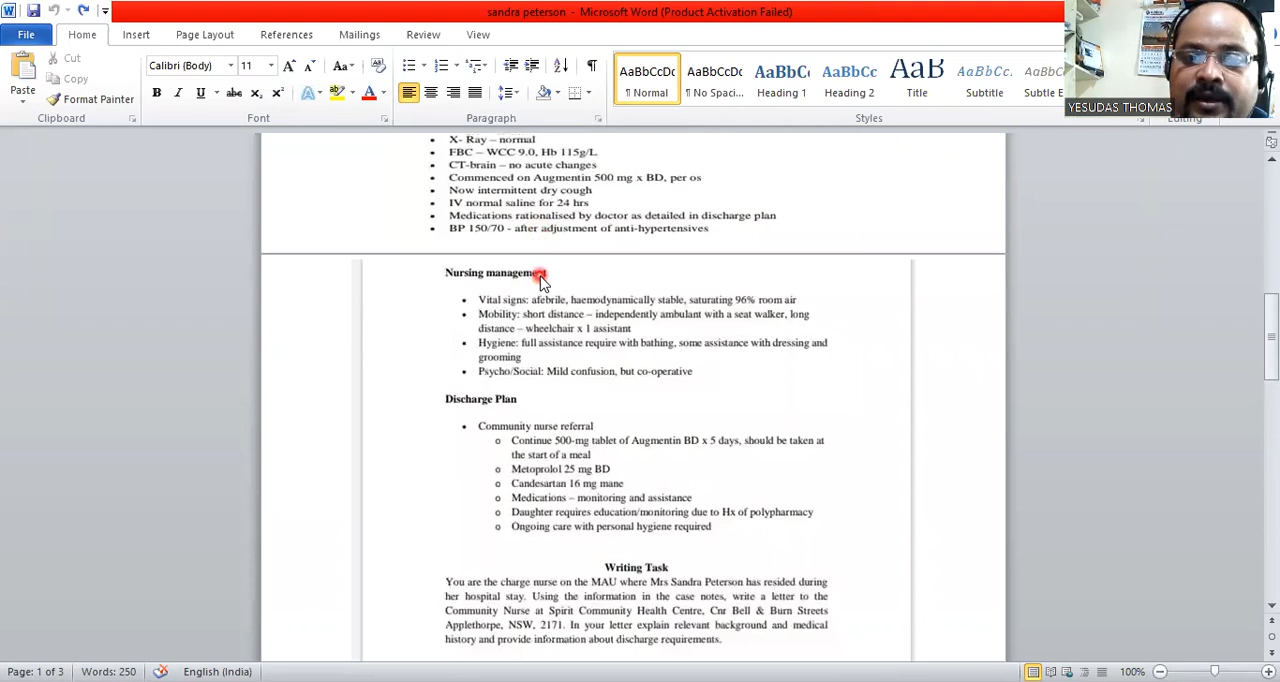 sandra peterson - Microsoft Word (Product Activation Failed)
File Home Insert Page Layout References Mailings Review View
Cut
Copy
Format Painter
Paste
Calibri (Body) 11
AaBbCcDc AaBbCcDc AaBbCc AaBbCc AaB AaBbCcL AaBbCcD
¶ Normal ¶ No Spaci... Heading 1 Heading 2 Title Subtitle Subtle E
Clipboard Font Paragraph Styles Editing
YESUDAS THOMAS
• X- Ray – normal
• FBC – WCC 9.0, Hb 115g/L
• CT-brain – no acute changes
• Commenced on Augmentin 500 mg x BD, per os
• Now intermittent dry cough
• IV normal saline for 24 hrs
• Medications rationalised by doctor as detailed in discharge plan
• BP 150/70 - after adjustment of anti-hypertensives
Nursing management
• Vital signs: afebrile, haemodynamically stable, saturating 96% room air
• Mobility: short distance – independently ambulant with a seat walker, long
distance – wheelchair x 1 assistant
• Hygiene: full assistance require with bathing, some assistance with dressing and
grooming
• Psycho/Social: Mild confusion, but co-operative
Discharge Plan
• Community nurse referral
o Continue 500-mg tablet of Augmentin BD x 5 days, should be taken at
the start of a meal
o Metoprolol 25 mg BD
o Candesartan 16 mg mane
o Medications – monitoring and assistance
o Daughter requires education/monitoring due to Hx of polypharmacy
o Ongoing care with personal hygiene required
Writing Task
You are the charge nurse on the MAU where Mrs Sandra Peterson has resided during
her hospital stay. Using the information in the case notes, write a letter to the
Community Nurse at Spirit Community Health Centre, Cnr Bell & Burn Streets
Applethorpe, NSW, 2171. In your letter explain relevant background and medical
history and provide information about discharge requirements.
Page: 1 of 3 Words: 250 English (India) 100%